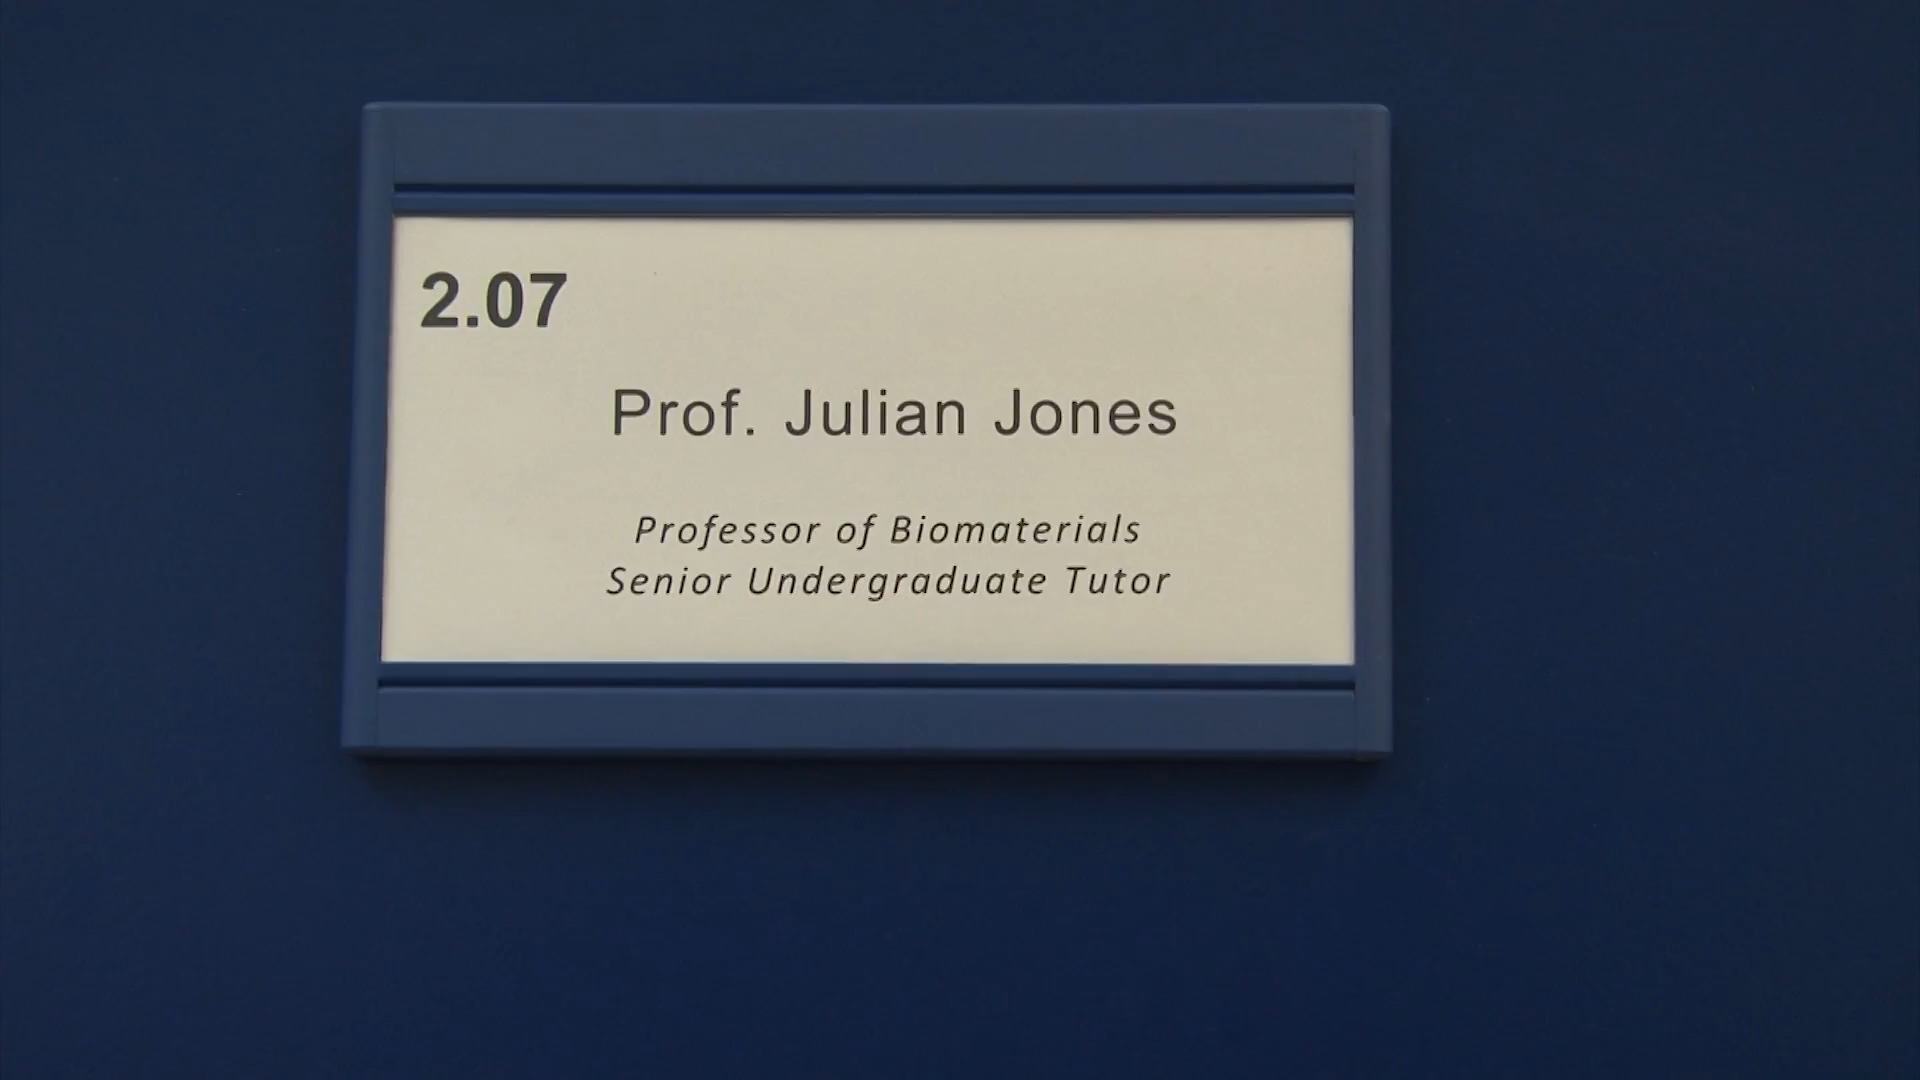 2.07
Prof. Julian Jones
Professor of Biomaterials
Senior Undergraduate Tutor